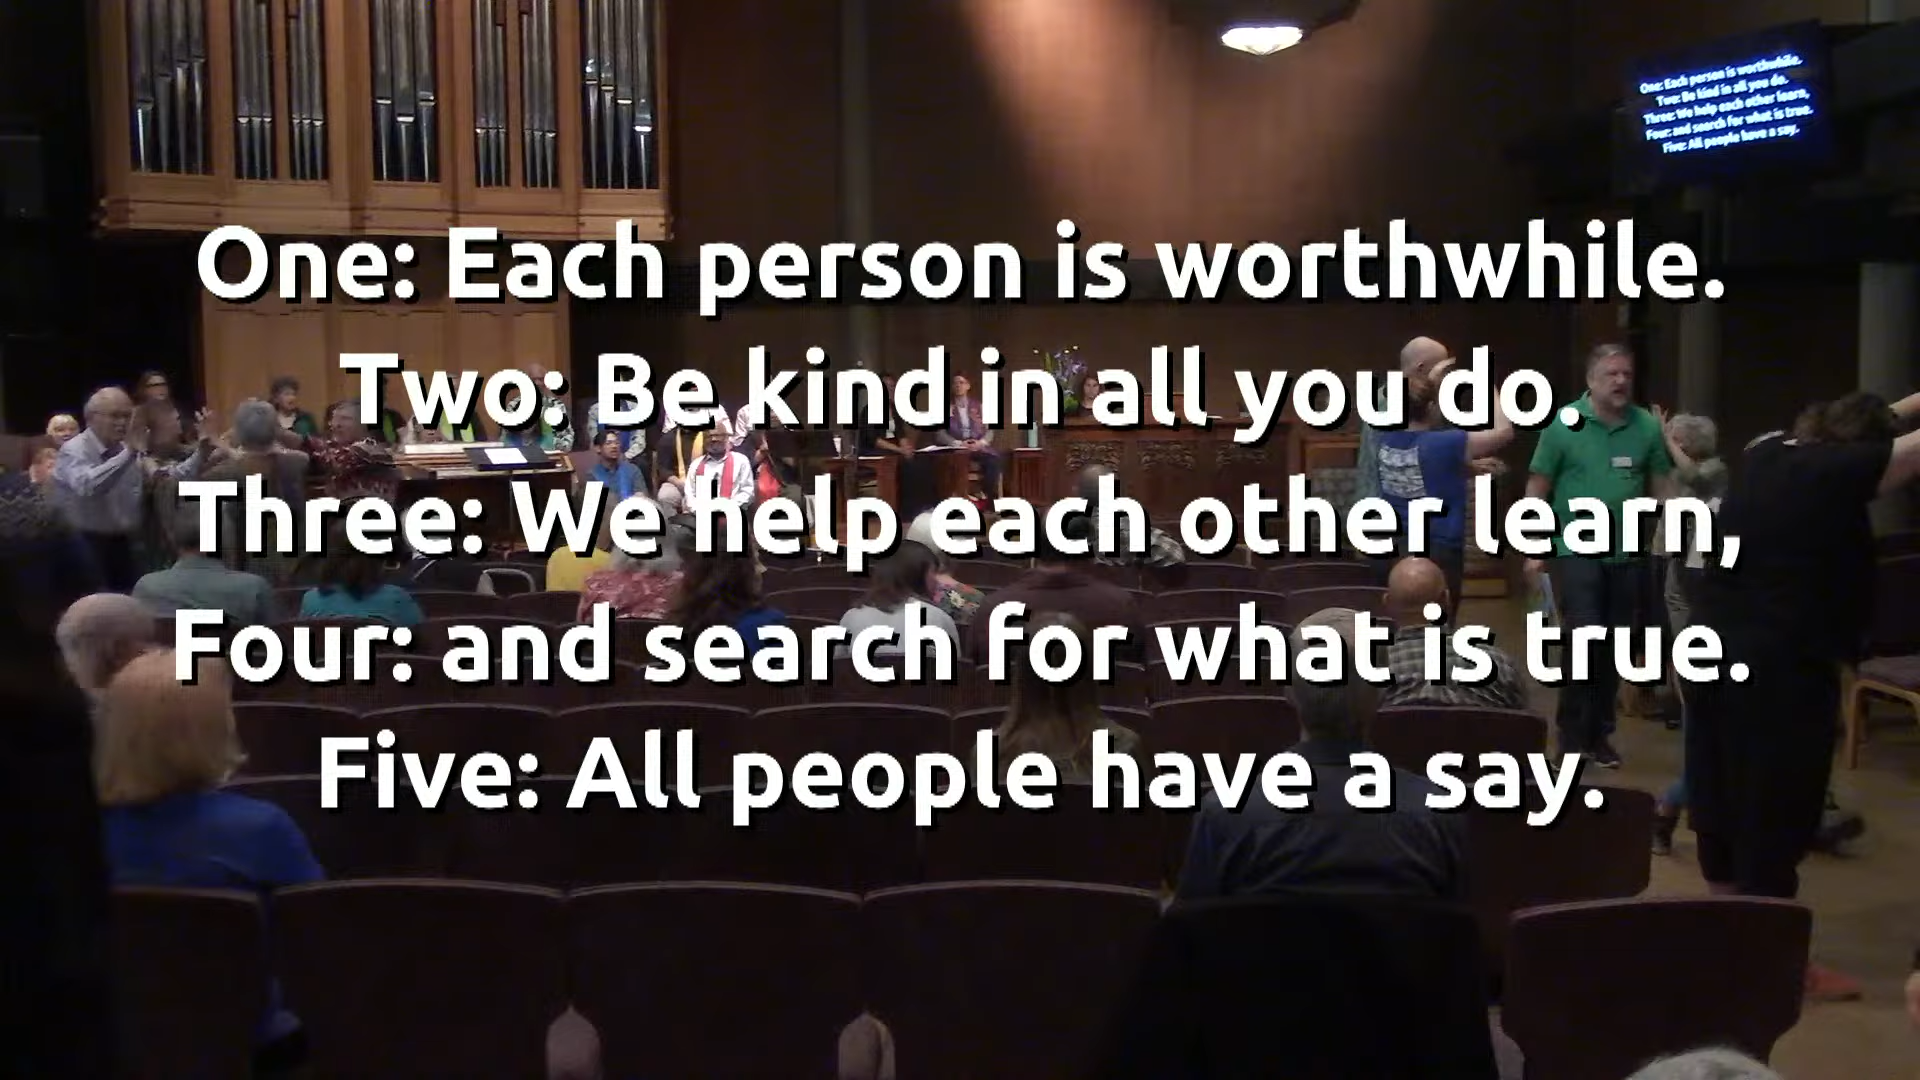 One: Each person is worthwhile.
Two: Be kind in all you do.
Three: We help each other learn,
Four: and search for what is true.
Five: All people have a say.
One: Each person is worthwhile.
Two: Be kind in all you do.
Three: We help each other learn,
Four: and search for what is true.
Five: All people have a say.